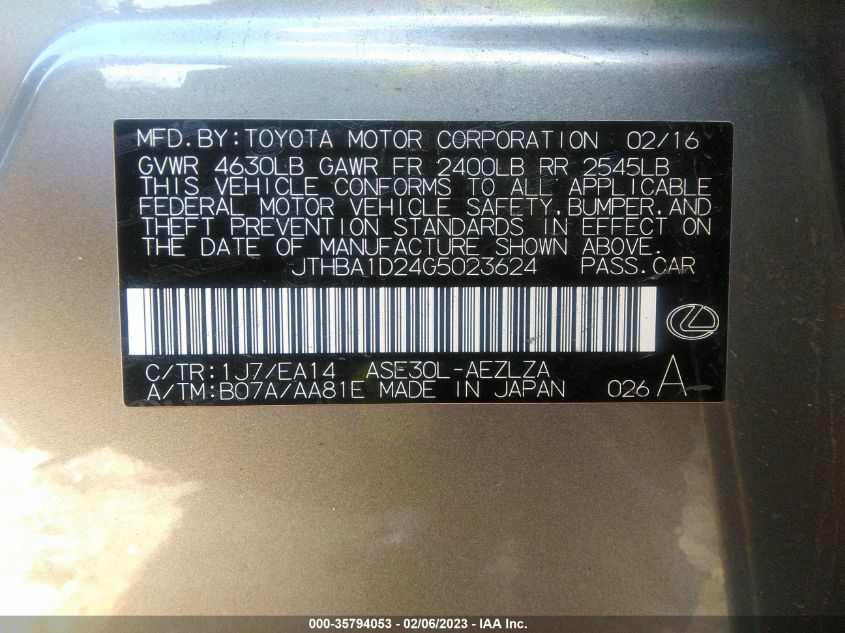 MFD.BY:TOYOTA MOTOR CORPORATION 02/16
GVWR 4630LB GAWR FR 2400LB RR 2545LB
THIS VEHICLE CONFORMS TO ALL APPLICABLE
FEDERAL MOTOR VEHICLE SAFETY,BUMPER,AND
THEFT PREVENTION STANDARDS IN EFFECT ON
THE DATE OF MANUFACTURE SHOWN ABOVE.
JTHBA1D24G5023624 PASS.CAR
C/TR:1J7/EA14 ASE30L-AEZLZA
A/TM:B07A/AA81E MADE IN JAPAN 026 A
000-35794053 - 02/06/2023 - IAA Inc.